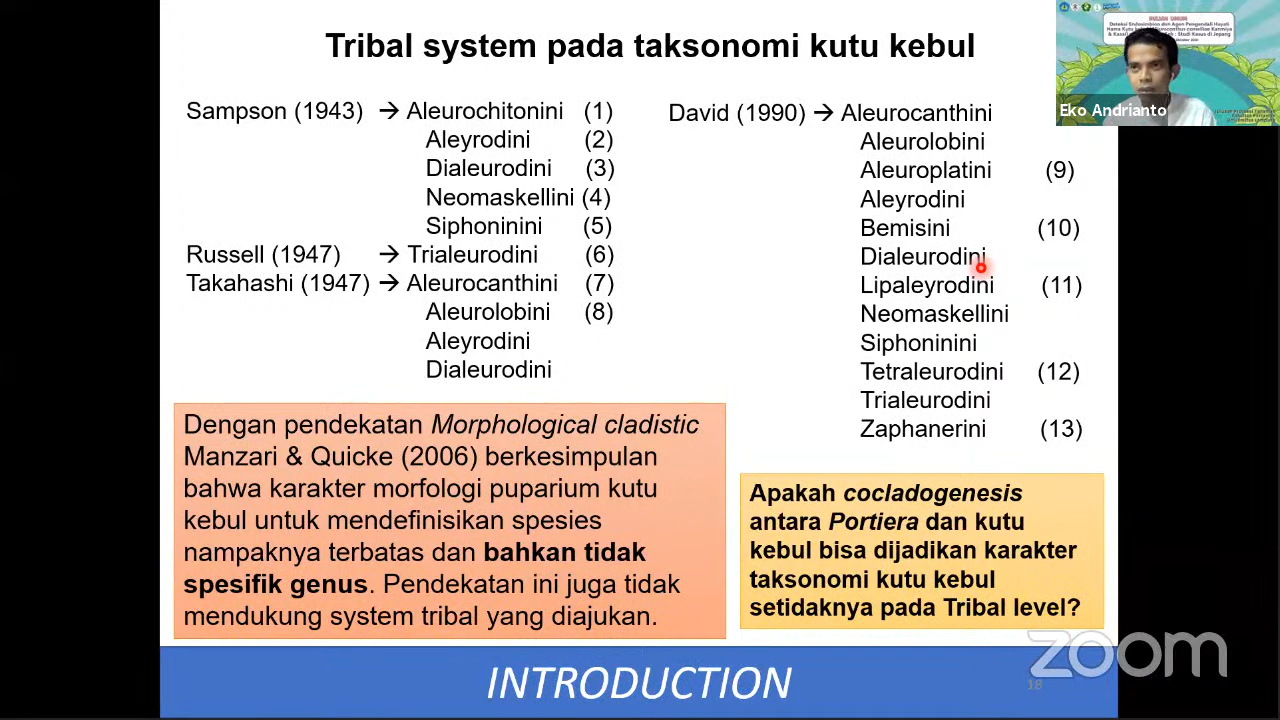 Tribal system pada taksonomi kutu kebul
Sampson (1943) → Aleurochitonini (1)
Aleyrodini (2)
Dialeurodini (3)
Neomaskellini (4)
Siphoninini (5)
Russell (1947) → Trialeurodini (6)
Takahashi (1947) → Aleurocanthini (7)
Aleurolobini (8)
Aleyrodini
Dialeurodini
David (1990) → Aleurocanthini
Aleurolobini
Aleuroplatini (9)
Aleyrodini
Bemisini (10)
Dialeurodini
Lipaleyrodini (11)
Neomaskellini
Siphoninini
Tetraleurodini (12)
Trialeurodini
Zaphanerini (13)
Dengan pendekatan Morphological cladistic
Manzari & Quicke (2006) berkesimpulan
bahwa karakter morfologi puparium kutu
kebul untuk mendefinisikan spesies
nampaknya terbatas dan bahkan tidak
spesifik genus. Pendekatan ini juga tidak
mendukung system tribal yang diajukan.
Apakah cocladogenesis
antara Portiera dan kutu
kebul bisa dijadikan karakter
taksonomi kutu kebul
setidaknya pada Tribal level?
INTRODUCTION
18
zoom
KULIAH UMUM
Eko Andrianto